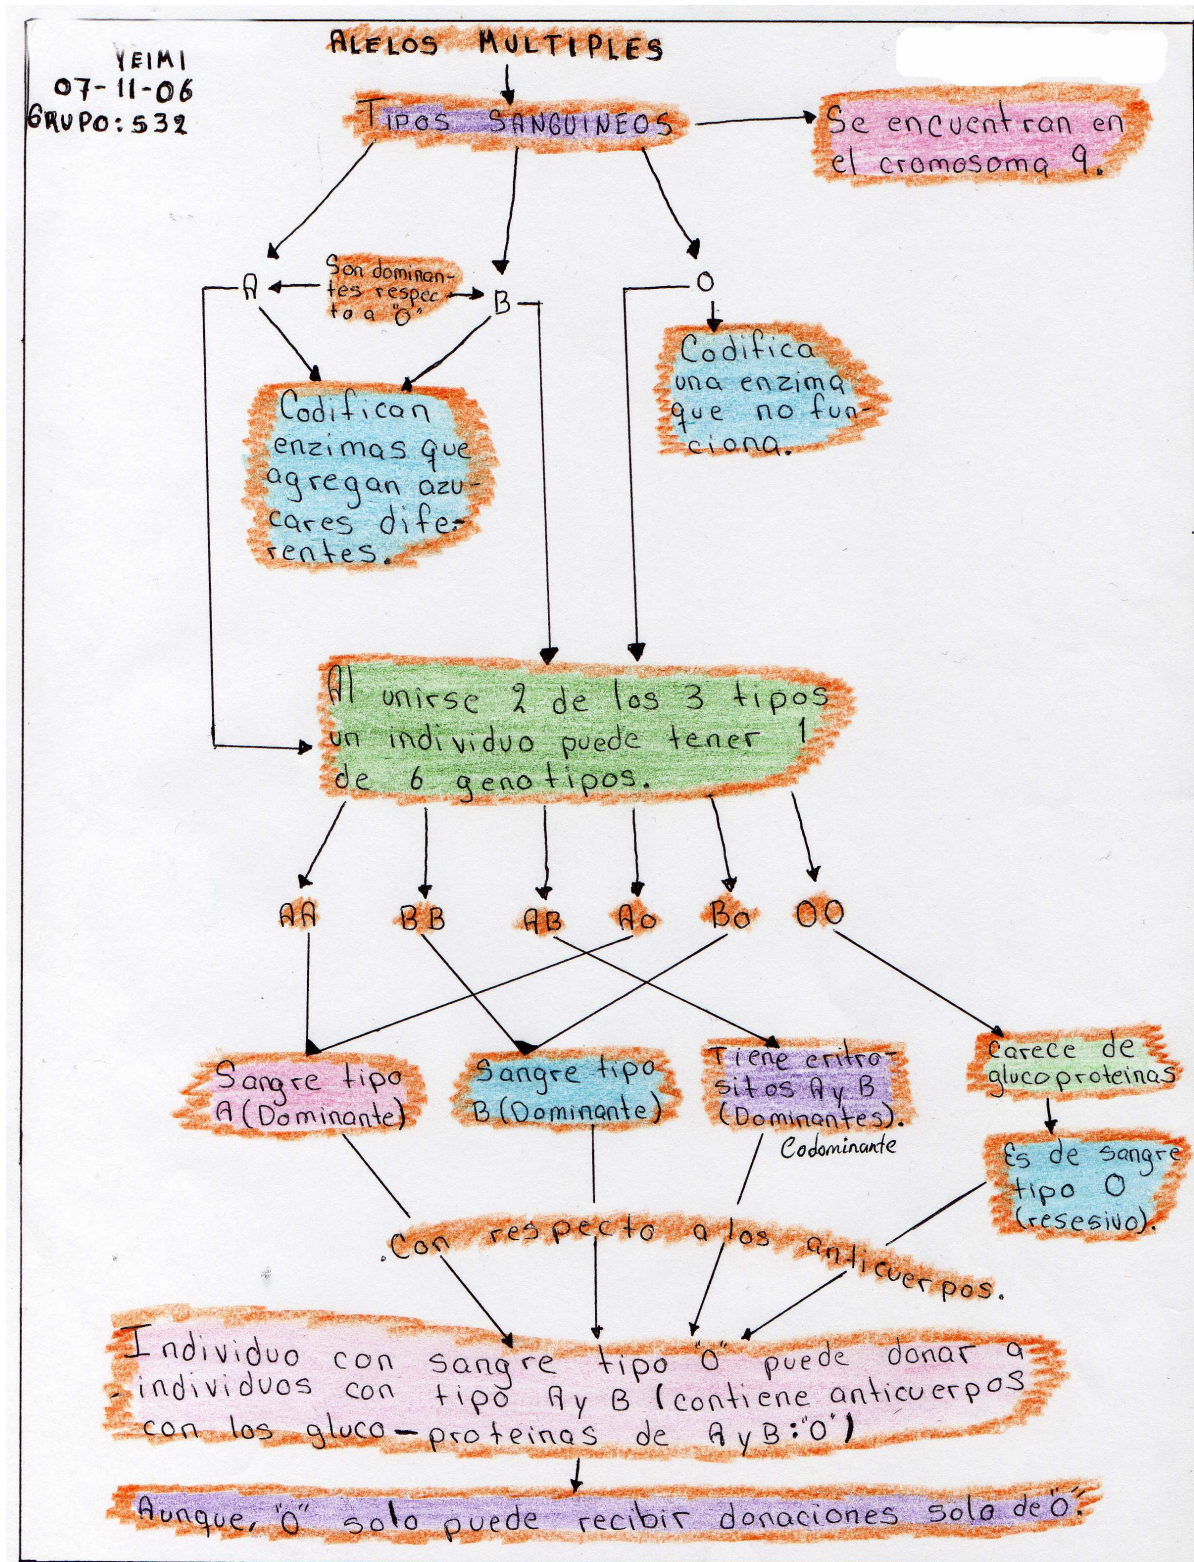 ALELOS MULTIPLES
YEIMI
07-11-06
GRUPO: 532
TIPOS SANGUINEOS
Se encuentran en
el cromosoma 9.
A
Son dominan-
tes respec-
to a "O"
B
O
Codifican
enzimas que
agregan azu-
cares dife-
rentes.
Codifica
una enzima
que no fun-
ciona.
Al unirse 2 de los 3 tipos
un individuo puede tener 1
de 6 genotipos.
AA BB AB Ao Bo OO
Sangre tipo
A (Dominante)
Sangre tipo
B (Dominante)
Tiene eritro-
sitos A y B
(Dominantes).
Codominante
Carece de
glucoproteinas
Es de sangre
tipo O
(resesivo).
.Con respecto a los anticuerpos.
Individuo con sangre tipo "O" puede donar a
individuos con tipo A y B (contiene anticuerpos
con los gluco-proteinas de A y B: "O")
Aunque, "O" solo puede recibir donaciones solo de "O".